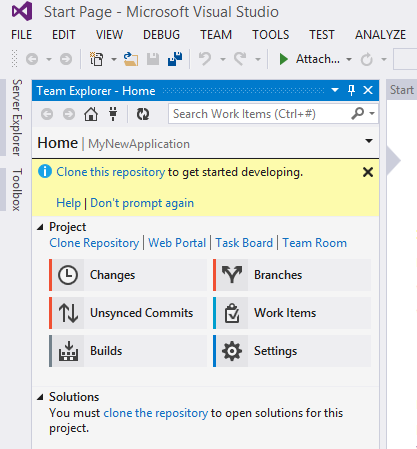 Start Page - Microsoft Visual Studio
FILE EDIT VIEW DEBUG TEAM TOOLS TEST ANALYZE
Attach...
Server Explorer
Toolbox
Team Explorer - Home
Start
Search Work Items (Ctrl+#)
Home | MyNewApplication
Clone this repository to get started developing.
Help | Don't prompt again
Project
Clone Repository | Web Portal | Task Board | Team Room
Changes Branches
Unsynced Commits Work Items
Builds Settings
Solutions
You must clone the repository to open solutions for this
project.